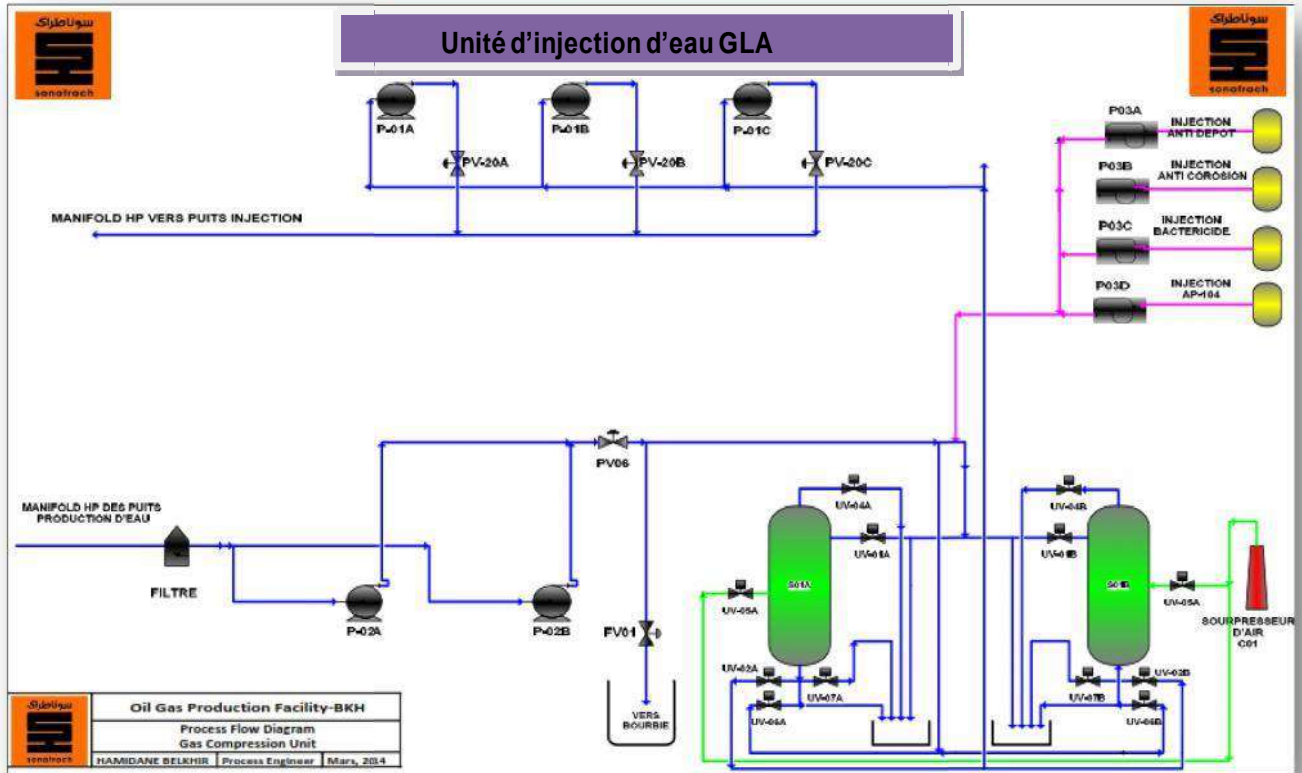 سوناطراك
sonatrach
Unité d'injection d'eau GLA
سوناطراك
sonatrach
P-01A
P-01B
P-01C
PV-20A
PV-20B
PV-20C
MANIFOLD HP VERS PUITS INJECTION
P03A
INJECTION
ANTI DEPOT
P03B
INJECTION
ANTI COROSION
P03C
INJECTION
BACTERICIDE
P03D
INJECTION
AP-104
PV06
MANIFOLD HP DES PUITS
PRODUCTION D'EAU
FILTRE
P-02A
P-02B
FV01
VERS
BOURBIE
UV-04A
UV-01A
S01A
UV-05A
UV-02A
UV-07A
UV-06A
UV-04B
UV-01B
S01B
UV-05A
UV-02B
UV-07B
UV-06B
SOURPRESSEUR
D'AIR
C01
سوناطراك
sonatrach
Oil Gas Production Facility-BKH
Process Flow Diagram
Gas Compression Unit
HAMIDANE BELKHIR Process Engineer Mars, 2014